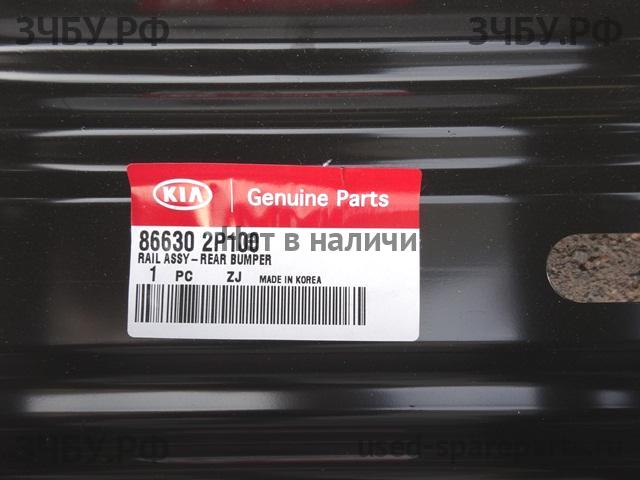 ЗЧБУ.РФ ЗЧБУ.РФ
KIA Genuine Parts
86630 2P100
Нет в наличии
RAIL ASSY-REAR BUMPER
1 PC ZJ MADE IN KOREA
ЗЧБУ.РФ
used-spareparts.ru